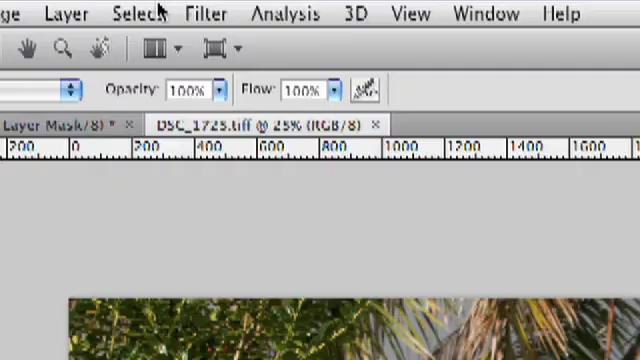 ge Layer Select Filter Analysis 3D View Window Help
Opacity: 100% Flow: 100%
Layer Mask/8) * × DSC_1725.tiff @ 25% (RGB/8) ×
200 0 200 400 600 800 1000 1200 1400 1600